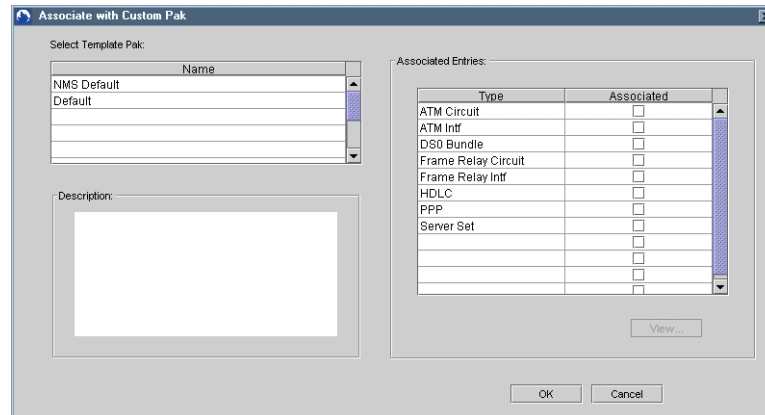 Associate with Custom Pak
Select Template Pak:
Name
NMS Default
Default
Description:
Associated Entries:
Type Associated
ATM Circuit
ATM Intf
DS0 Bundle
Frame Relay Circuit
Frame Relay Intf
HDLC
PPP
Server Set
View...
OK Cancel